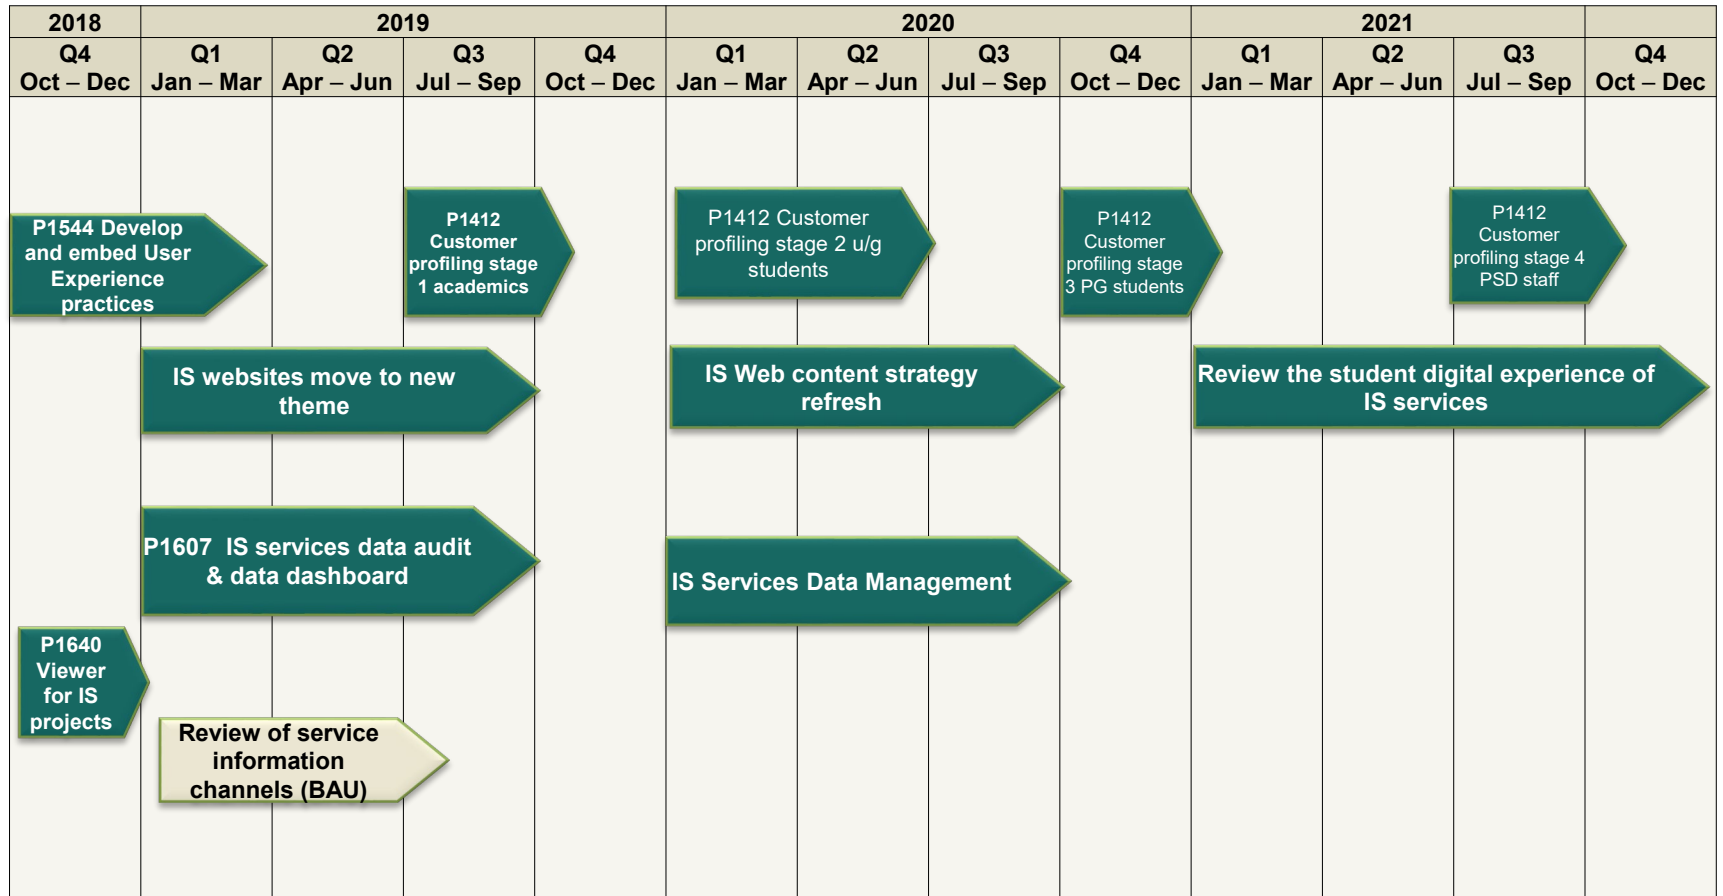 2018
2019
2020
2021
Q4
Oct – Dec
Q1
Jan – Mar
Q2
Apr – Jun
Q3
Jul – Sep
Q4
Oct – Dec
Q1
Jan – Mar
Q2
Apr – Jun
Q3
Jul – Sep
Q4
Oct – Dec
Q1
Jan – Mar
Q2
Apr – Jun
Q3
Jul – Sep
Q4
Oct – Dec
P1544 Develop
and embed User
Experience
practices
P1412
Customer
profiling stage
1 academics
P1412 Customer
profiling stage 2 u/g
students
P1412
Customer
profiling stage
3 PG students
P1412
Customer
profiling stage 4
PSD staff
IS websites move to new
theme
IS Web content strategy
refresh
Review the student digital experience of
IS services
P1607  IS services data audit
& data dashboard
IS Services Data Management
P1640
Viewer
for IS
projects
Review of service
information
channels (BAU)